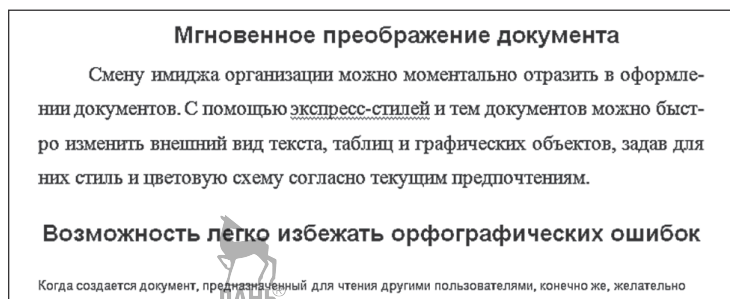 Мгновенное преображение документа
Смену имиджа организации можно моментально отразить в оформле-
нии документов. С помощью экспресс-стилей и тем документов можно быст-
ро изменить внешний вид текста, таблиц и графических объектов, задав для
них стиль и цветовую схему согласно текущим предпочтениям.
Возможность легко избежать орфографических ошибок
Когда создается документ, предназначенный для чтения другими пользователями, конечно же, желательно
ЛАНЬ®